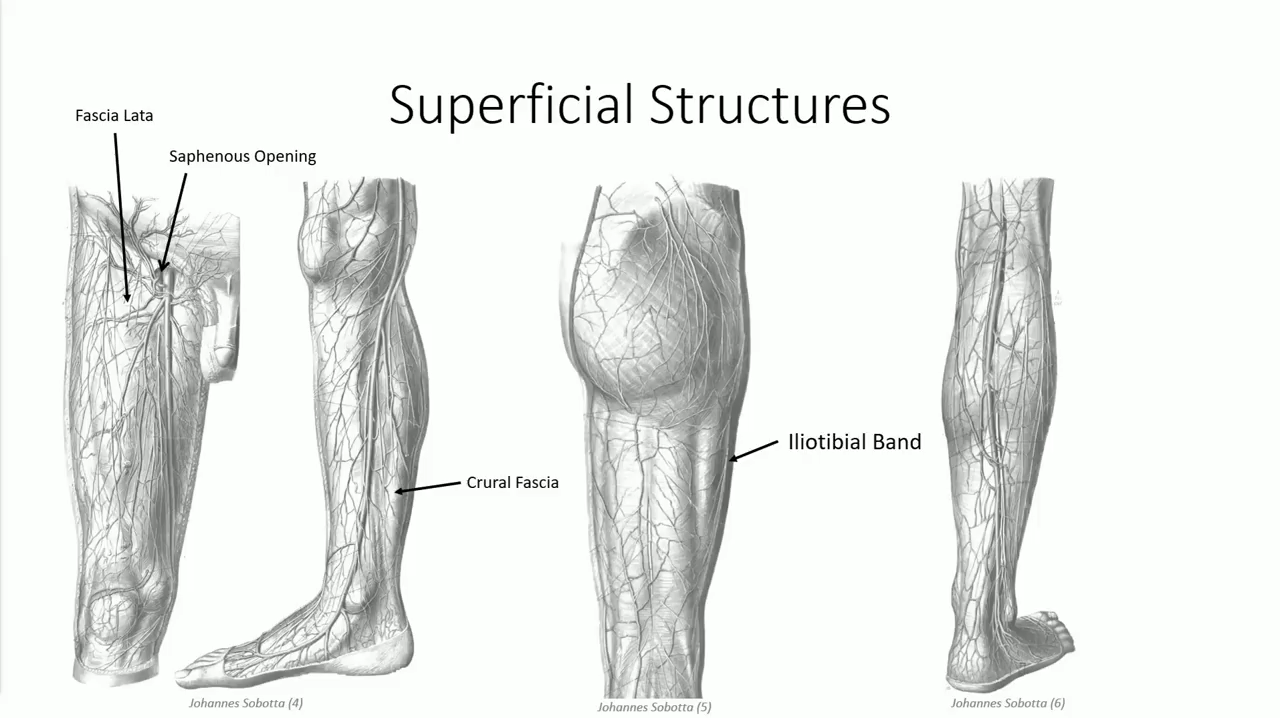 Superficial Structures
Fascia Lata
Saphenous Opening
Iliotibial Band
Crural Fascia
Johannes Sobotta (4)
Johannes Sobotta (5)
Johannes Sobotta (6)